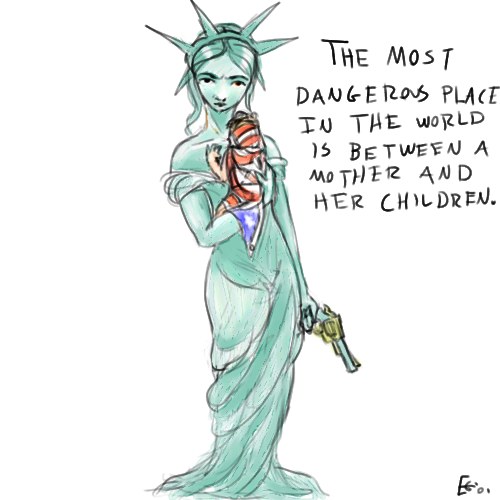 THE MOST
DANGEROUS PLACE
IN THE WORLD
IS BETWEEN A
MOTHER AND
HER CHILDREN.